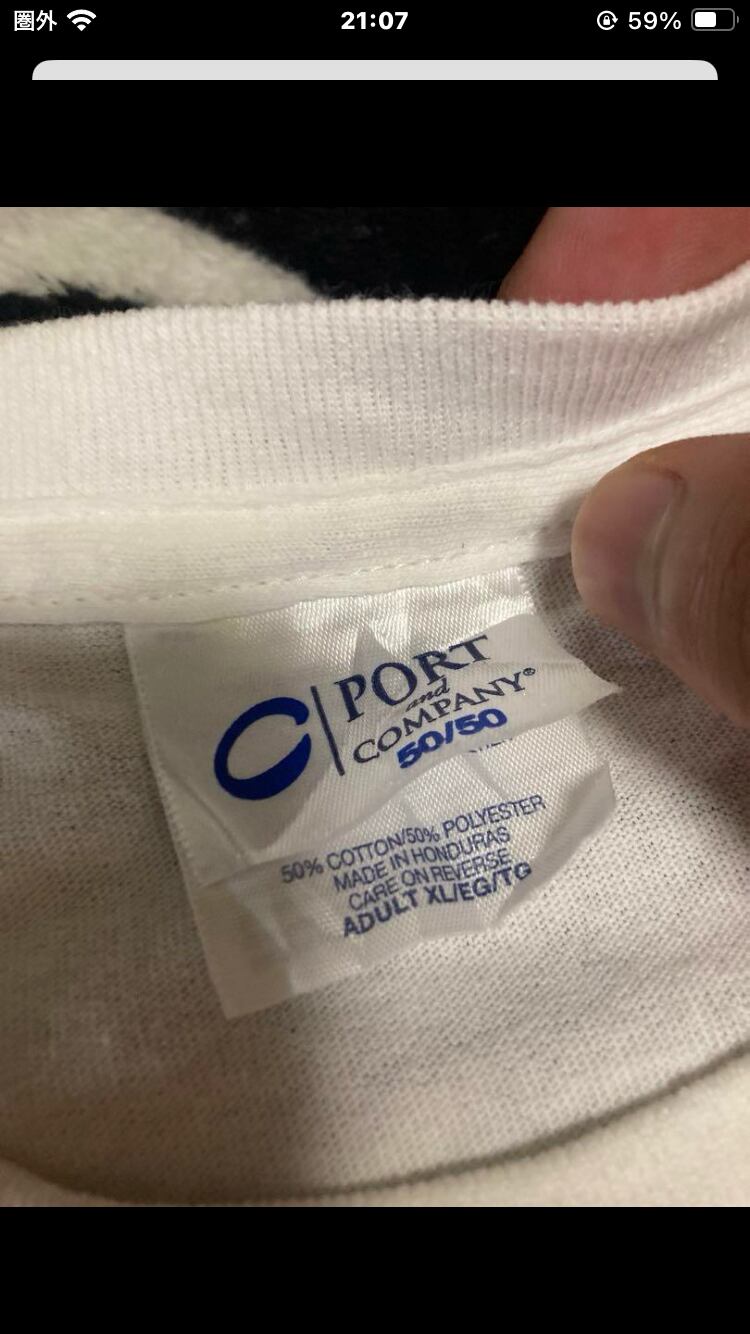 圏外
21:07
59%
PORT
and
COMPANY®
50/50
50% COTTON/50% POLYESTER
MADE IN HONDURAS
CARE ON REVERSE
ADULT XL/EG/TG